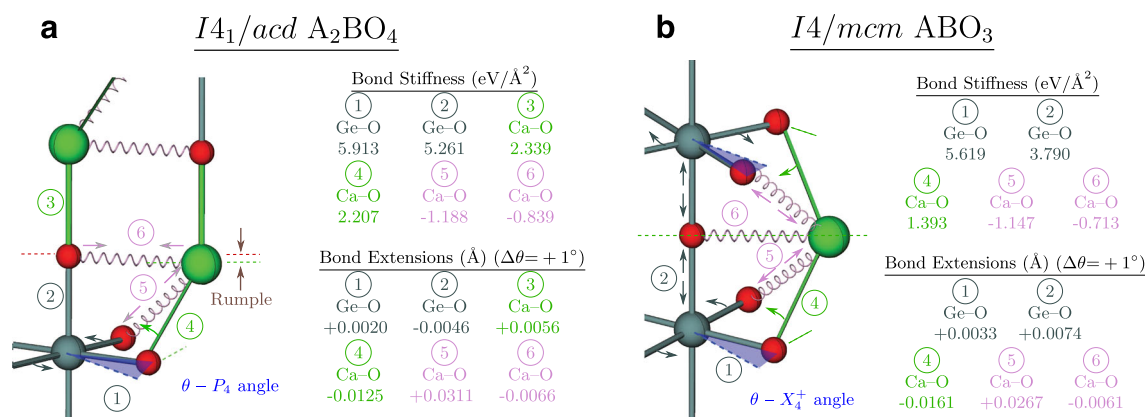 a
I4₁/acd A₂BO₄
Bond Stiffness (eV/Å²)
① ② ③
Ge–O Ge–O Ca–O
5.913 5.261 2.339
④ ⑤ ⑥
Ca–O Ca–O Ca–O
2.207 -1.188 -0.839
Bond Extensions (Å) (Δθ= + 1°)
① ② ③
Ge–O Ge–O Ca–O
+0.0020 -0.0046 +0.0056
④ ⑤ ⑥
Ca–O Ca–O Ca–O
-0.0125 +0.0311 -0.0066
③
⑥
②
⑤
Rumple
④
①
θ – P₄ angle
b
I4/mcm ABO₃
Bond Stiffness (eV/Å²)
① ②
Ge–O Ge–O
5.619 3.790
④ ⑤ ⑥
Ca–O Ca–O Ca–O
1.393 -1.147 -0.713
Bond Extensions (Å) (Δθ= + 1°)
① ②
Ge–O Ge–O
+0.0033 +0.0074
④ ⑤ ⑥
Ca–O Ca–O Ca–O
-0.0161 +0.0267 -0.0061
⑥
⑤
②
④
①
θ – X₄⁺ angle